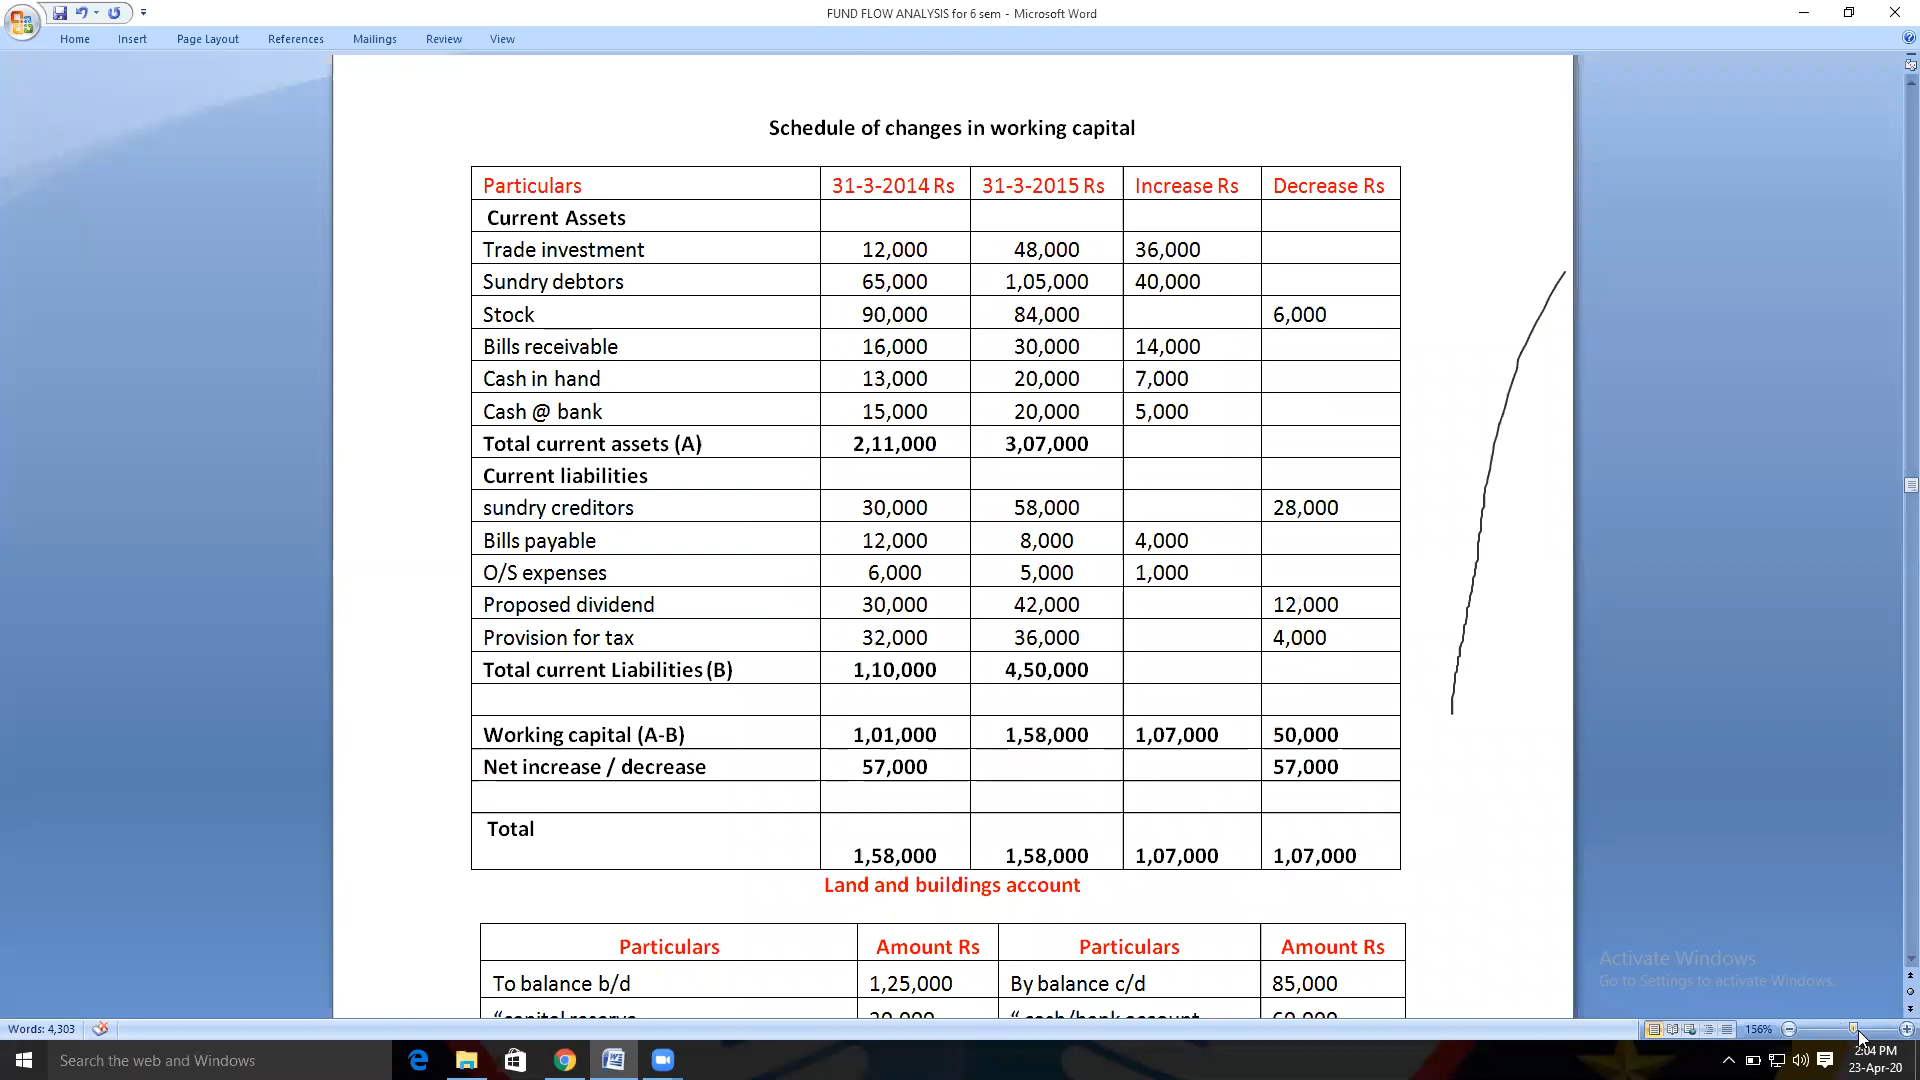 FUND FLOW ANALYSIS for 6 sem - Microsoft Word
Home Insert Page Layout References Mailings Review View
Schedule of changes in working capital
Particulars 31-3-2014 Rs 31-3-2015 Rs Increase Rs Decrease Rs
Current Assets
Trade investment 12,000 48,000 36,000
Sundry debtors 65,000 1,05,000 40,000
Stock 90,000 84,000 6,000
Bills receivable 16,000 30,000 14,000
Cash in hand 13,000 20,000 7,000
Cash @ bank 15,000 20,000 5,000
Total current assets (A) 2,11,000 3,07,000
Current liabilities
sundry creditors 30,000 58,000 28,000
Bills payable 12,000 8,000 4,000
O/S expenses 6,000 5,000 1,000
Proposed dividend 30,000 42,000 12,000
Provision for tax 32,000 36,000 4,000
Total current Liabilities (B) 1,10,000 4,50,000
Working capital (A-B) 1,01,000 1,58,000 1,07,000 50,000
Net increase / decrease 57,000 57,000
Total
1,58,000 1,58,000 1,07,000 1,07,000
Land and buildings account
Particulars Amount Rs Particulars Amount Rs
To balance b/d 1,25,000 By balance c/d 85,000
Activate Windows
Go to Settings to activate Windows.
Words: 4,303 156%
Search the web and Windows
2:04 PM
23-Apr-20